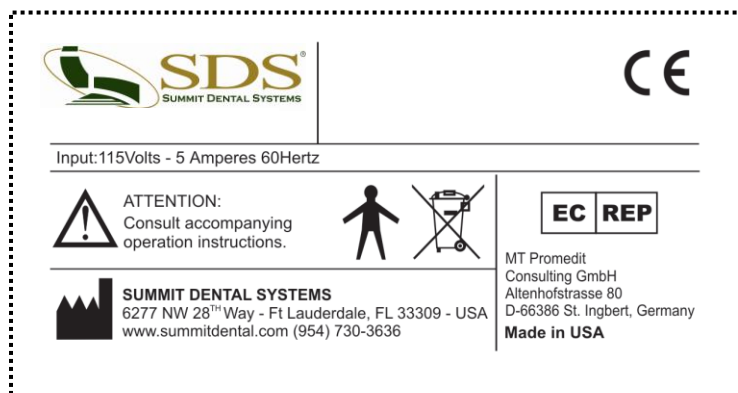 SDS®
SUMMIT DENTAL SYSTEMS
CE
Input:115Volts - 5 Amperes 60Hertz
ATTENTION:
Consult accompanying
operation instructions.
EC REP
MT Promedit
Consulting GmbH
Altenhofstrasse 80
D-66386 St. Ingbert, Germany
Made in USA
SUMMIT DENTAL SYSTEMS
6277 NW 28TH Way - Ft Lauderdale, FL 33309 - USA
www.summitdental.com (954) 730-3636